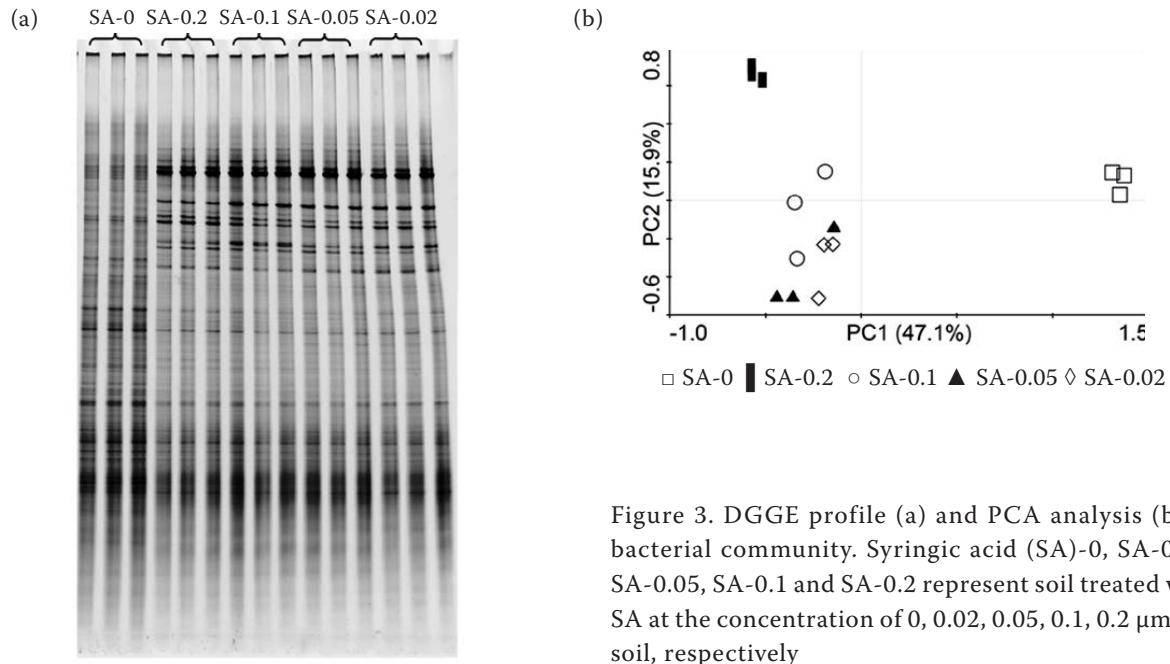 (a)
SA-0 SA-0.2 SA-0.1 SA-0.05 SA-0.02
(b)
0.8
PC2 (15.9%)
-0.6
-1.0 PC1 (47.1%) 1.5
□ SA-0 ▮ SA-0.2 ○ SA-0.1 ▲ SA-0.05 ◊ SA-0.02
Figure 3. DGGE profile (a) and PCA analysis (b
bacterial community. Syringic acid (SA)-0, SA-0
SA-0.05, SA-0.1 and SA-0.2 represent soil treated
SA at the concentration of 0, 0.02, 0.05, 0.1, 0.2 μm
soil, respectively